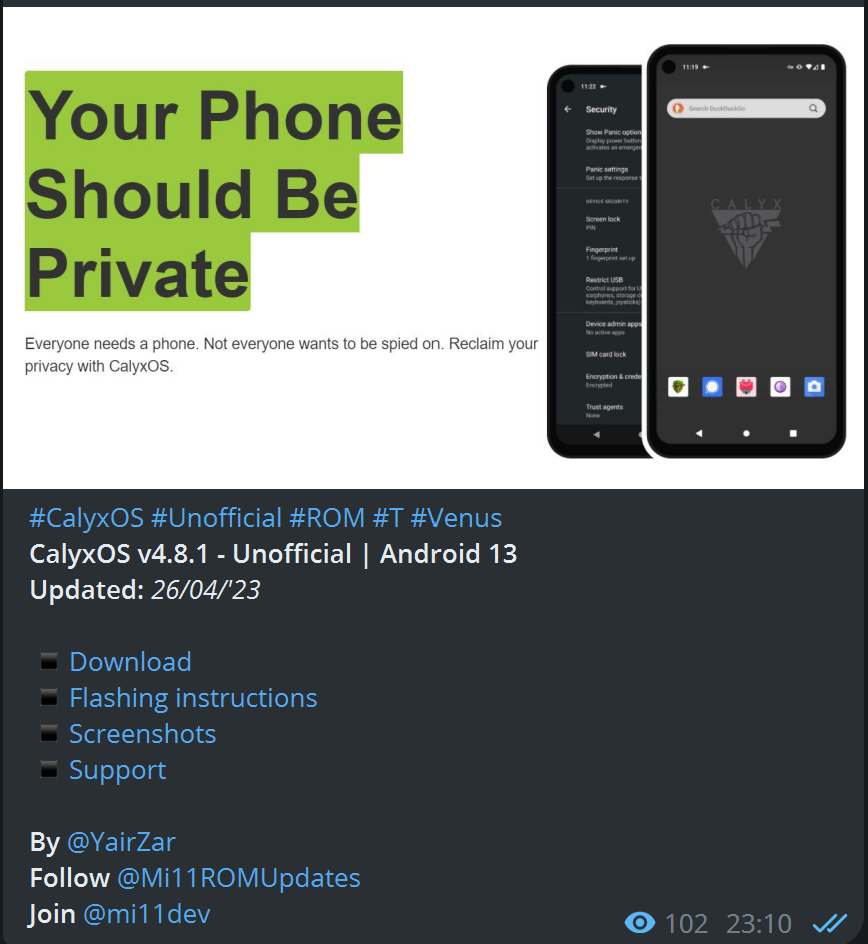 Your Phone
Should Be
Private
Everyone needs a phone. Not everyone wants to be spied on. Reclaim your
privacy with CalyxOS.
11:22
Security
Show Panic option
Display power button
activates an emergen
Panic settings
Set up the response
DEVICE SECURITY
Screen lock
PIN
Fingerprint
1 fingerprint set up
Restrict USB
Control support for U
earphones, storage d
keyboards, joysticks)
Device admin apps
No active apps
SIM card lock
Encryption & crede
Encrypted
Trust agents
None
11:19
Search DuckDuckGo
CALYX
#CalyxOS #Unofficial #ROM #T #Venus
CalyxOS v4.8.1 - Unofficial | Android 13
Updated: 26/04/'23
Download
Flashing instructions
Screenshots
Support
By @YairZar
Follow @Mi11ROMUpdates
Join @mi11dev
102 23:10